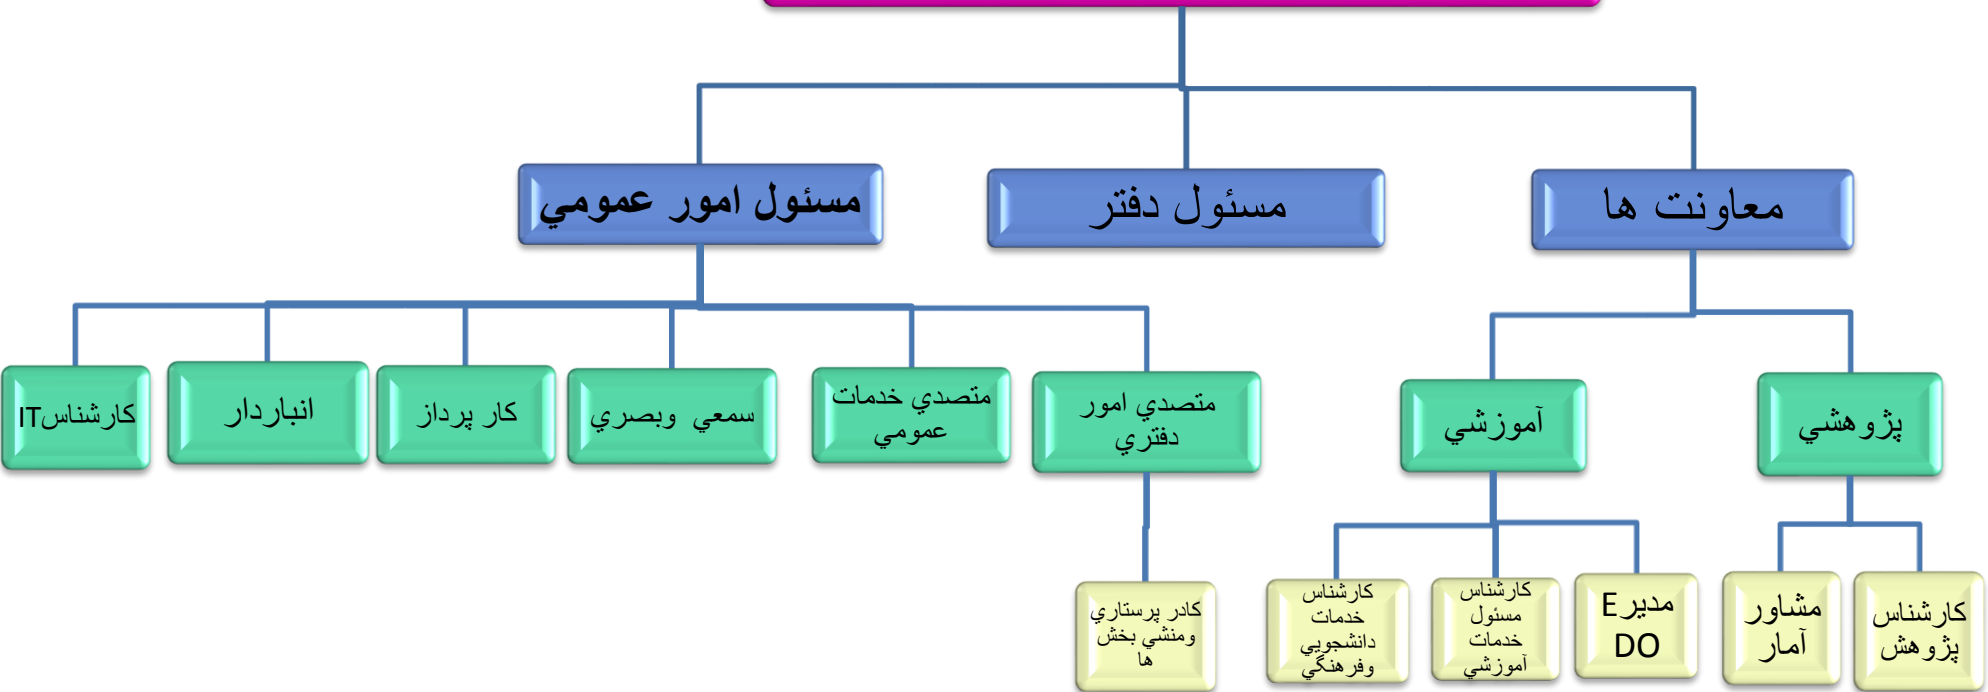 معاونت ها
مسئول دفتر
مسئول امور عمومي
پژوهشي
آموزشي
متصدي امور
دفتري
متصدي خدمات
عمومي
سمعي وبصري
كار پرداز
انباردار
كارشناسIT
كارشناس
پژوهش
مشاور
آمار
مديرE
DO
كارشناس
مسئول
خدمات
آموزشي
كارشناس
خدمات
دانشجويي
وفرهنگي
كادر پرستاري
ومنشي بخش
ها